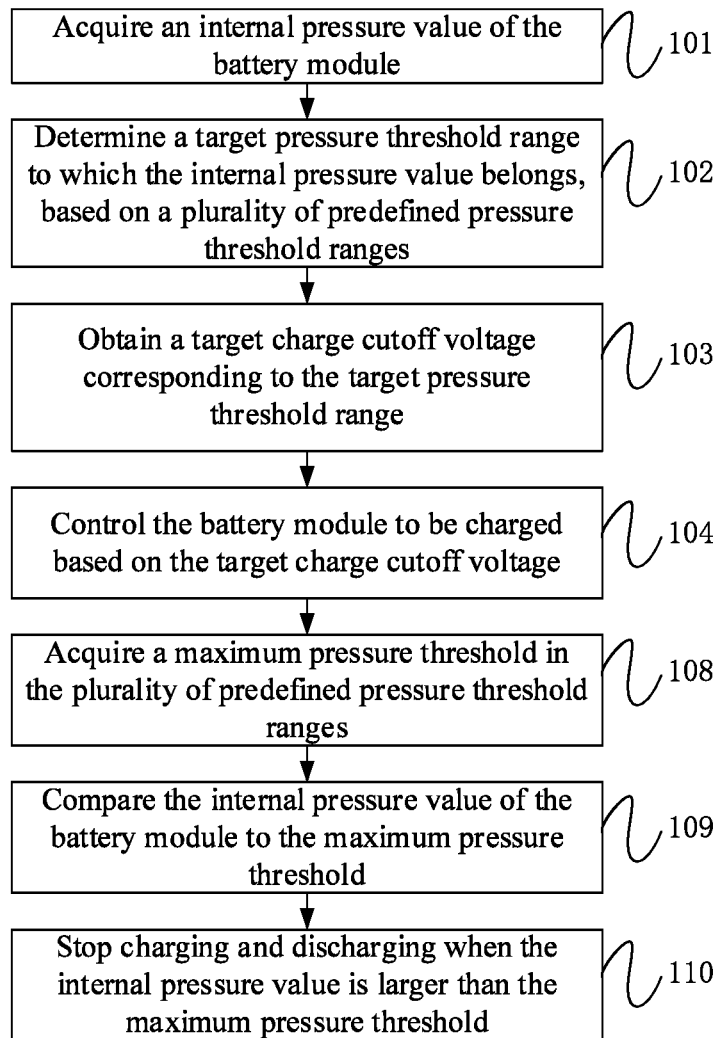 Acquire an internal pressure value of the
battery module
101
Determine a target pressure threshold range
to which the internal pressure value belongs,
based on a plurality of predefined pressure
threshold ranges
102
Obtain a target charge cutoff voltage
corresponding to the target pressure
threshold range
103
Control the battery module to be charged
based on the target charge cutoff voltage
104
Acquire a maximum pressure threshold in
the plurality of predefined pressure threshold
ranges
108
Compare the internal pressure value of the
battery module to the maximum pressure
threshold
109
Stop charging and discharging when the
internal pressure value is larger than the
maximum pressure threshold
110